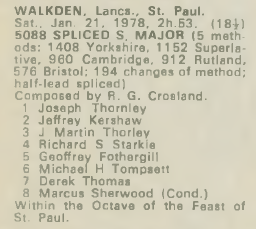 WALKDEN, Lancs., St. Paul.
Sat., Jan. 21, 1978, 2h.53. (18¼)
5088 SPLICED S. MAJOR (5 meth-
ods: 1408 Yorkshire, 1152 Superla-
tive, 960 Cambridge, 912 Rutland,
576 Bristol; 194 changes of method;
half-lead spliced)
Composed by R. G. Crosland.
1 Joseph Thornley
2 Jeffrey Kershaw
3 J Martin Thorley
4 Richard S Starkie
5 Geoffrey Fothergill
6 Michael H Tompsett
7 Derek Thomas
8 Marcus Sherwood (Cond.)
Within the Octave of the Feast of
St. Paul.